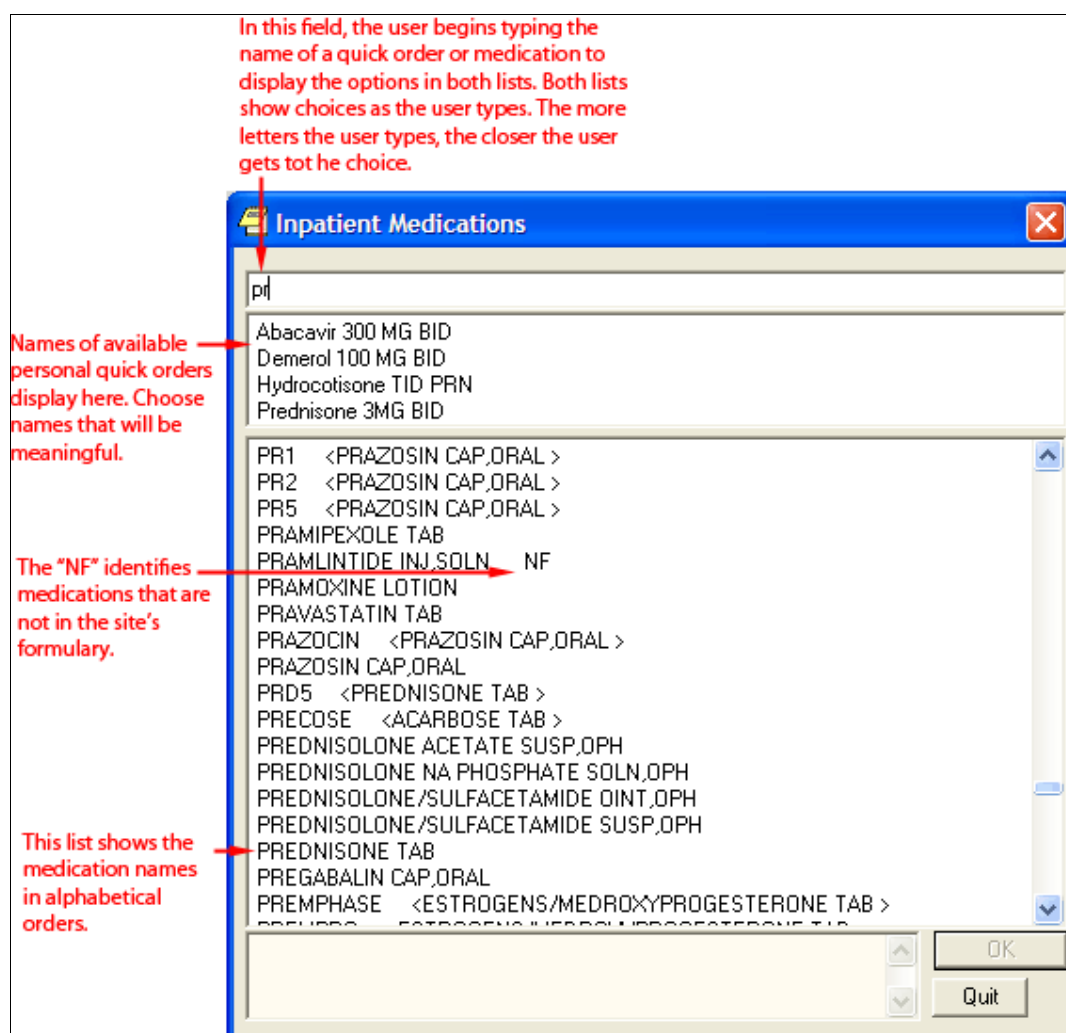 In this field, the user begins typing the
name of a quick order or medication to
display the options in both lists. Both lists
show choices as the user types. The more
letters the user types, the closer the user
gets tot he choice.
Inpatient Medications
pr
Names of available
personal quick orders
display here. Choose
names that will be
meaningful.
Abacavir 300 MG BID
Demerol 100 MG BID
Hydrocotisone TID PRN
Prednisone 3MG BID
PR1 <PRAZOSIN CAP,ORAL >
PR2 <PRAZOSIN CAP,ORAL >
PR5 <PRAZOSIN CAP,ORAL >
PRAMIPEXOLE TAB
PRAMLINTIDE INJ,SOLN NF
PRAMOXINE LOTION
PRAVASTATIN TAB
PRAZOCIN <PRAZOSIN CAP,ORAL >
PRAZOSIN CAP,ORAL
PRD5 <PREDNISONE TAB >
PRECOSE <ACARBOSE TAB >
PREDNISOLONE ACETATE SUSP,OPH
PREDNISOLONE NA PHOSPHATE SOLN,OPH
PREDNISOLONE/SULFACETAMIDE OINT,OPH
PREDNISOLONE/SULFACETAMIDE SUSP,OPH
PREDNISONE TAB
PREGABALIN CAP,ORAL
PREMPHASE <ESTROGENS/MEDROXYPROGESTERONE TAB >
The “NF” identifies
medications that are
not in the site’s
formulary.
This list shows the
medication names
in alphabetical
orders.
OK
Quit